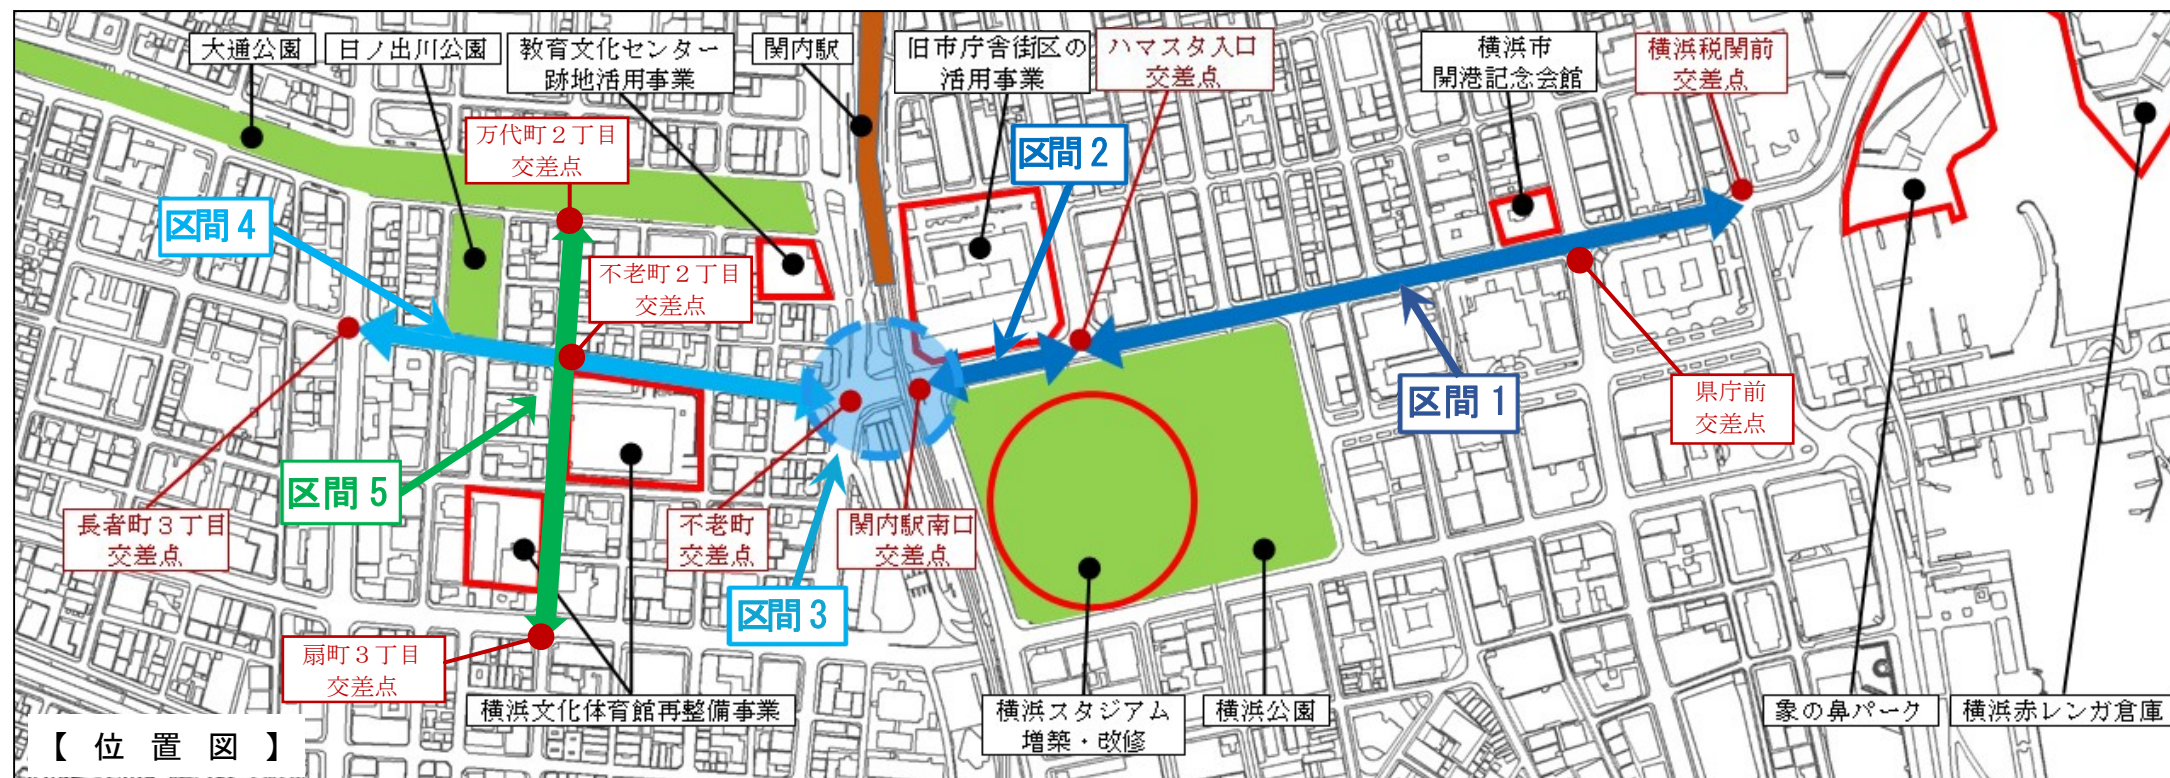 大通公園
日ノ出川公園
教育文化センター
跡地活用事業
関内駅
旧市庁舎街区の
活用事業
ハマスタ入口
交差点
横浜市
開港記念会館
横浜税関前
交差点
万代町２丁目
交差点
区間２
区間４
不老町２丁目
交差点
区間１
県庁前
交差点
区間５
長者町３丁目
交差点
不老町
交差点
関内駅南口
交差点
区間３
扇町３丁目
交差点
横浜文化体育館再整備事業
横浜スタジアム
増築・改修
横浜公園
象の鼻パーク
横浜赤レンガ倉庫
【 位 置 図 】